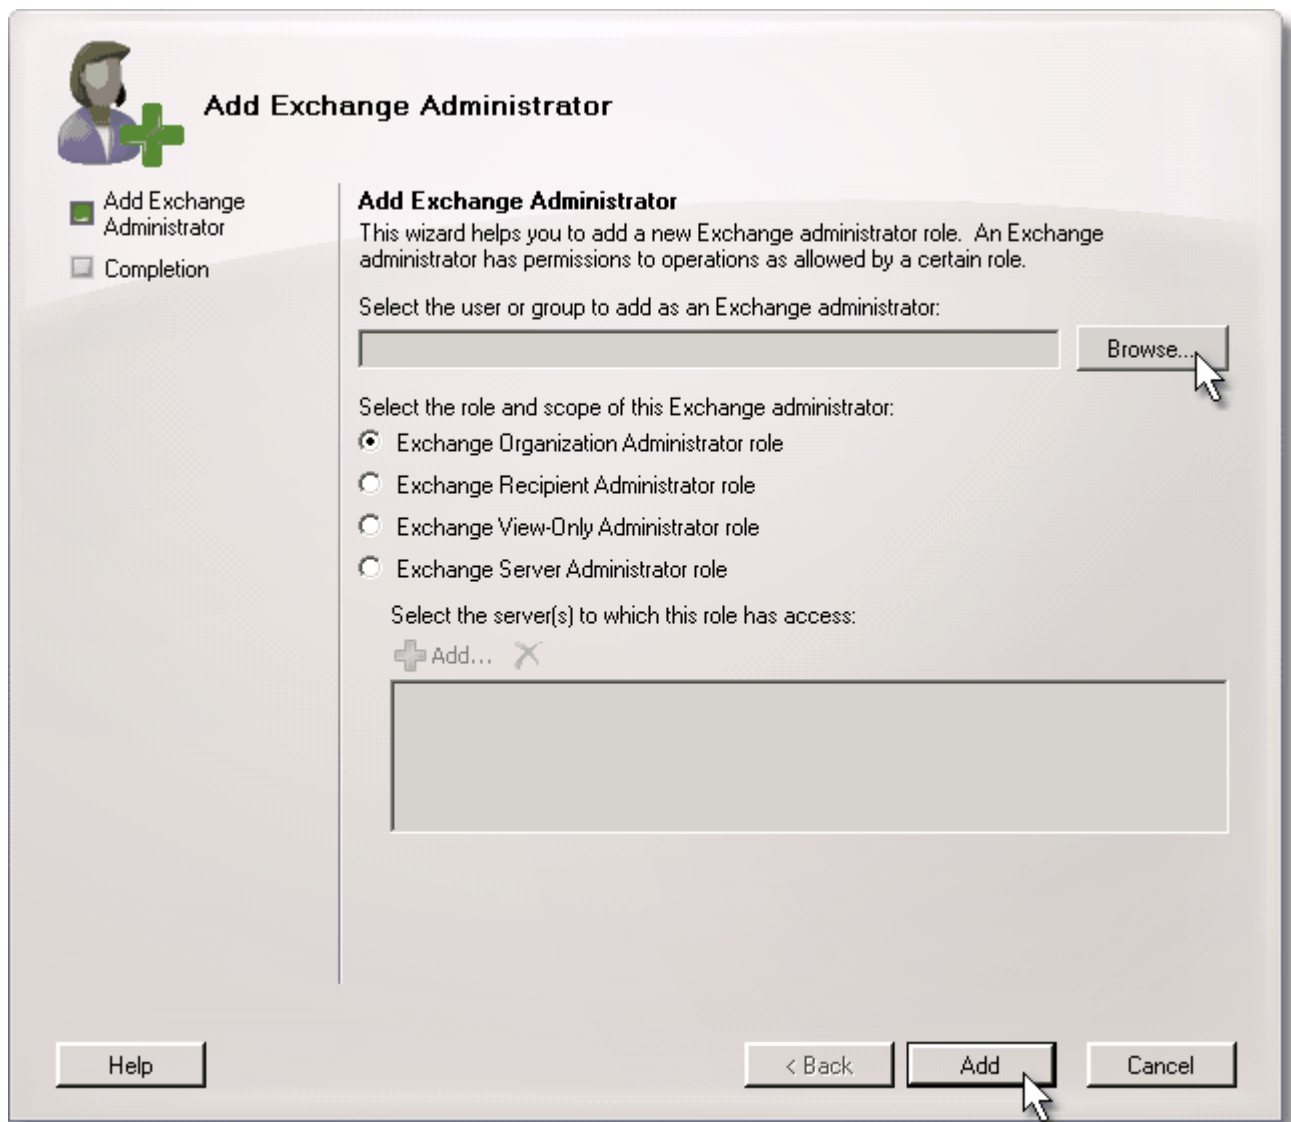 Add Exchange Administrator
Add Exchange
Administrator
Completion
Add Exchange Administrator
This wizard helps you to add a new Exchange administrator role.  An Exchange
administrator has permissions to operations as allowed by a certain role.
Select the user or group to add as an Exchange administrator:
Browse...
Select the role and scope of this Exchange administrator:
Exchange Organization Administrator role
Exchange Recipient Administrator role
Exchange View-Only Administrator role
Exchange Server Administrator role
Select the server(s) to which this role has access:
Add...
Help
< Back
Add
Cancel